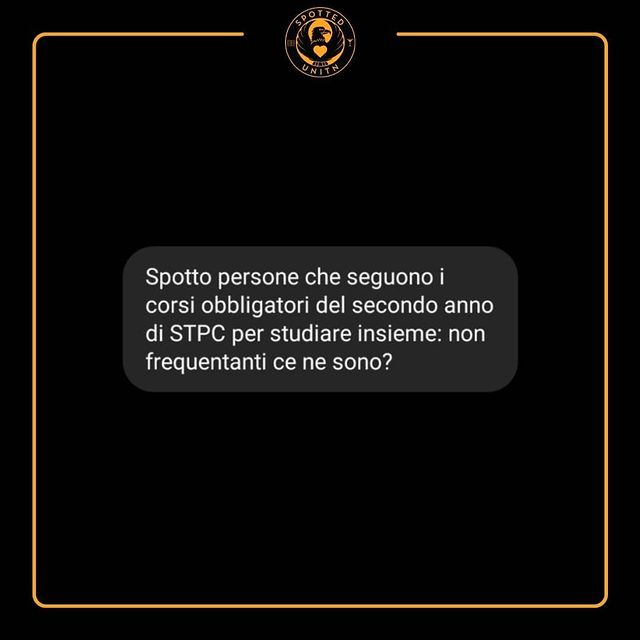 SPOTTED
UNITN
Spotto persone che seguono i
corsi obbligatori del secondo anno
di STPC per studiare insieme: non
frequentanti ce ne sono?